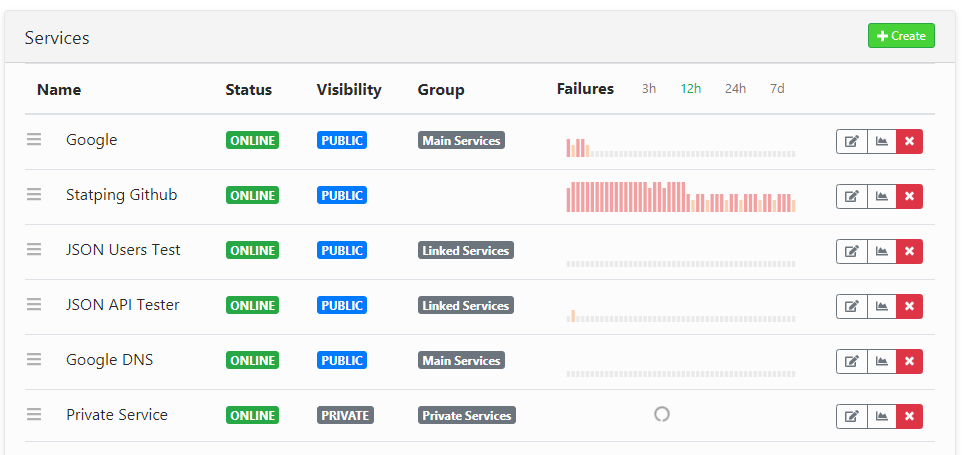 Services
Create
Name Status Visibility Group Failures 3h 12h 24h 7d
Google ONLINE PUBLIC Main Services
Statping Github ONLINE PUBLIC
JSON Users Test ONLINE PUBLIC Linked Services
JSON API Tester ONLINE PUBLIC Linked Services
Google DNS ONLINE PUBLIC Main Services
Private Service ONLINE PRIVATE Private Services